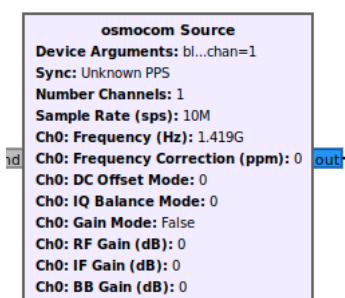 osmocom Source
Device Arguments: bl...chan=1
Sync: Unknown PPS
Number Channels: 1
Sample Rate (sps): 10M
Ch0: Frequency (Hz): 1.419G
Ch0: Frequency Correction (ppm): 0
nd
out
Ch0: DC Offset Mode: 0
Ch0: IQ Balance Mode: 0
Ch0: Gain Mode: False
Ch0: RF Gain (dB): 0
Ch0: IF Gain (dB): 0
Ch0: BB Gain (dB): 0